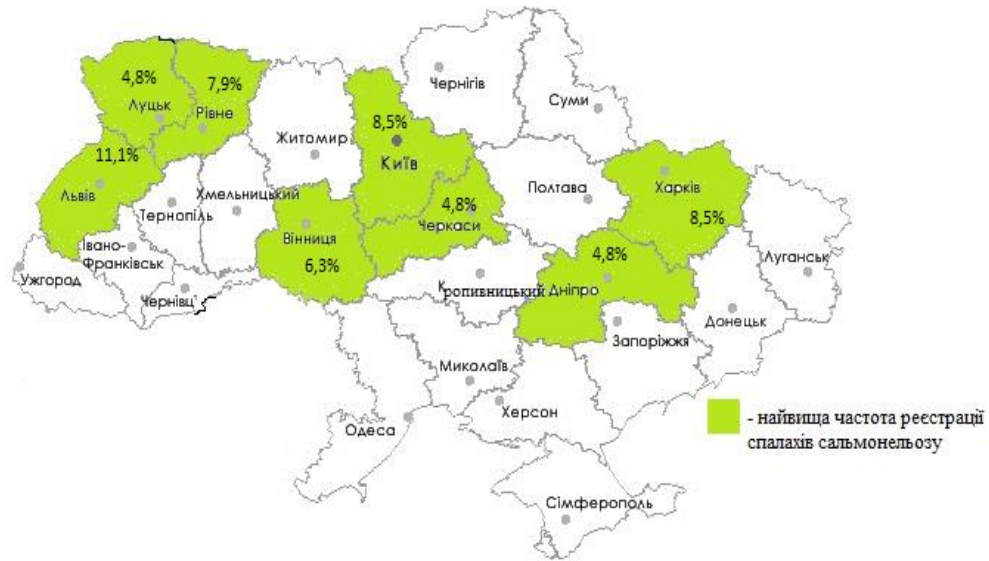 Чернігів
4,8%
7,9%
Луцьк
Рівне
Суми
8,5%
Житомир
Київ
11,1%
Львів
Хмельницький
Тернопіль
4,8%
Черкаси
Полтава
Харків
8,5%
Вінниця
6,3%
4,8%
Івано-
Франківськ
Ужгород
Чернівці
Кропивницький
Дніпро
Луганськ
Донецьк
Запоріжжя
Миколаїв
Херсон
Одеса
Сімферополь
- найвища частота реєстрації
спалахів сальмонельозу